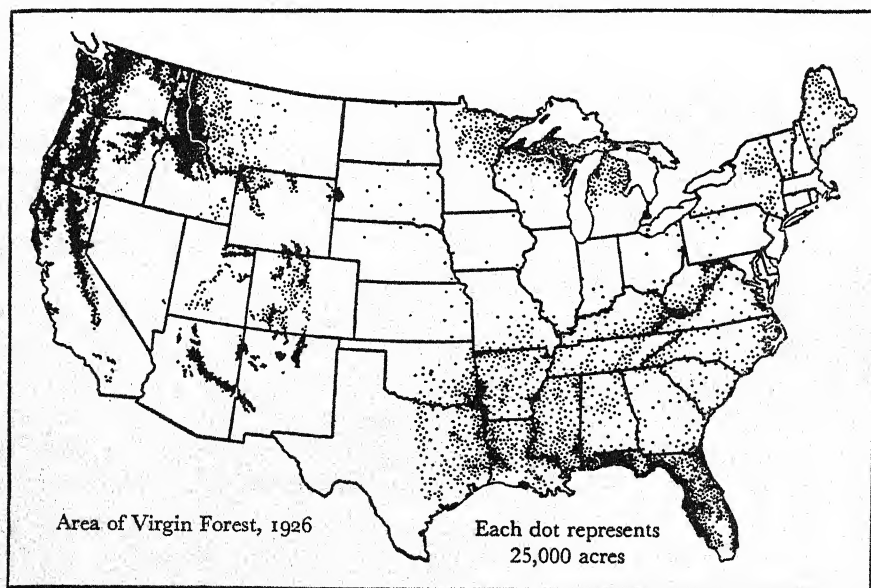 Area of Virgin Forest, 1926
Each dot represents
25,000 acres